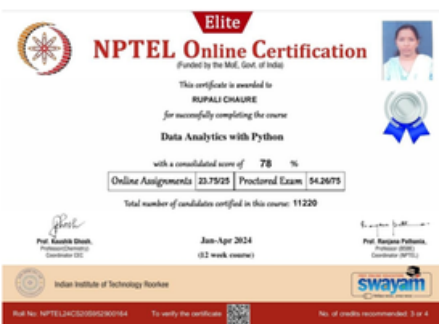 Elite
NPTEL Online Certification
(Funded by the MoE, Govt. of India)
This certificate is awarded to
RUPALI CHAURE
for successfully completing the course
Data Analytics with Python
with a consolidated score of 78 %
Online Assignments 23.75/25 Proctored Exam 54.26/75
Total number of candidates certified in this course: 11220
Prof. Kaushik Ghosh,
Professor(Chemistry)
Coordinator CEC
Jan-Apr 2024
(12 week course)
Prof. Ranjana Pathania,
Professor (BSBE)
Coordinator (NPTEL)
Indian Institute of Technology Roorkee
swayam
Roll No: NPTEL24CS20S952900164
To verify the certificate
No. of credits recommended: 3 or 4